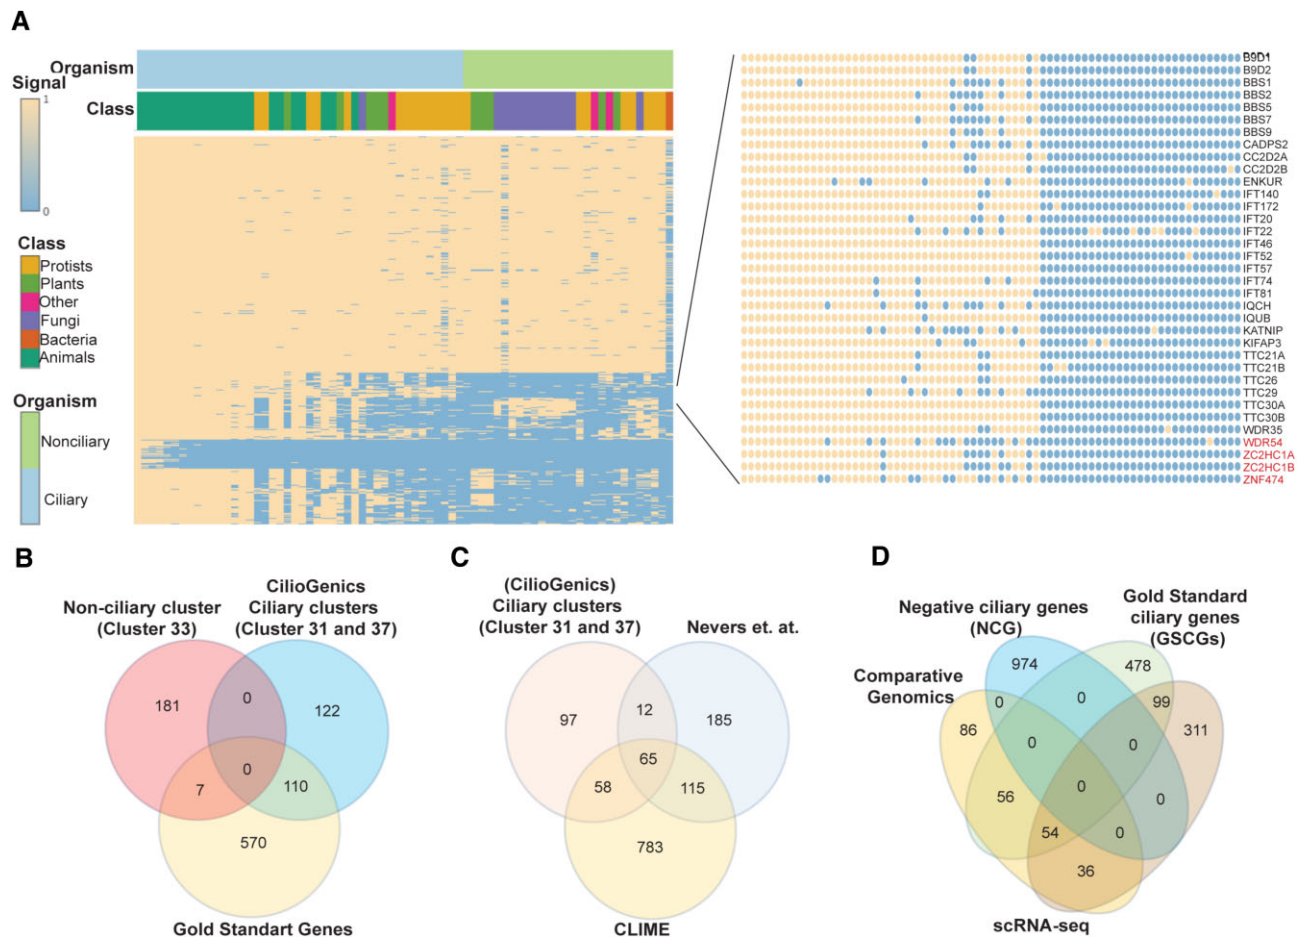 A
Organism
Signal
1
Class
0
Class
Protists
Plants
Other
Fungi
Bacteria
Animals
Organism
Nonciliary
Ciliary
B9D1
B9D2
BBS1
BBS2
BBS5
BBS7
BBS9
CADPS2
CC2D2A
CC2D2B
ENKUR
IFT140
IFT172
IFT20
IFT22
IFT46
IFT52
IFT57
IFT74
IFT81
IQCH
IQUB
KATNIP
KIFAP3
TTC21A
TTC21B
TTC26
TTC29
TTC30A
TTC30B
WDR35
WDR54
ZC2HC1A
ZC2HC1B
ZNF474
B
Non-ciliary cluster
(Cluster 33)
CilioGenics
Ciliary clusters
(Cluster 31 and 37)
181
0
122
0
7
110
570
Gold Standart Genes
C
(CilioGenics)
Ciliary clusters
(Cluster 31 and 37)
Nevers et. at.
97
12
185
65
58
115
783
CLIME
D
Negative ciliary genes
(NCG)
Gold Standard
ciliary genes
(GSCGs)
Comparative
Genomics
974
478
0
0
99
86
311
0
0
56
0
0
54
0
36
scRNA-seq